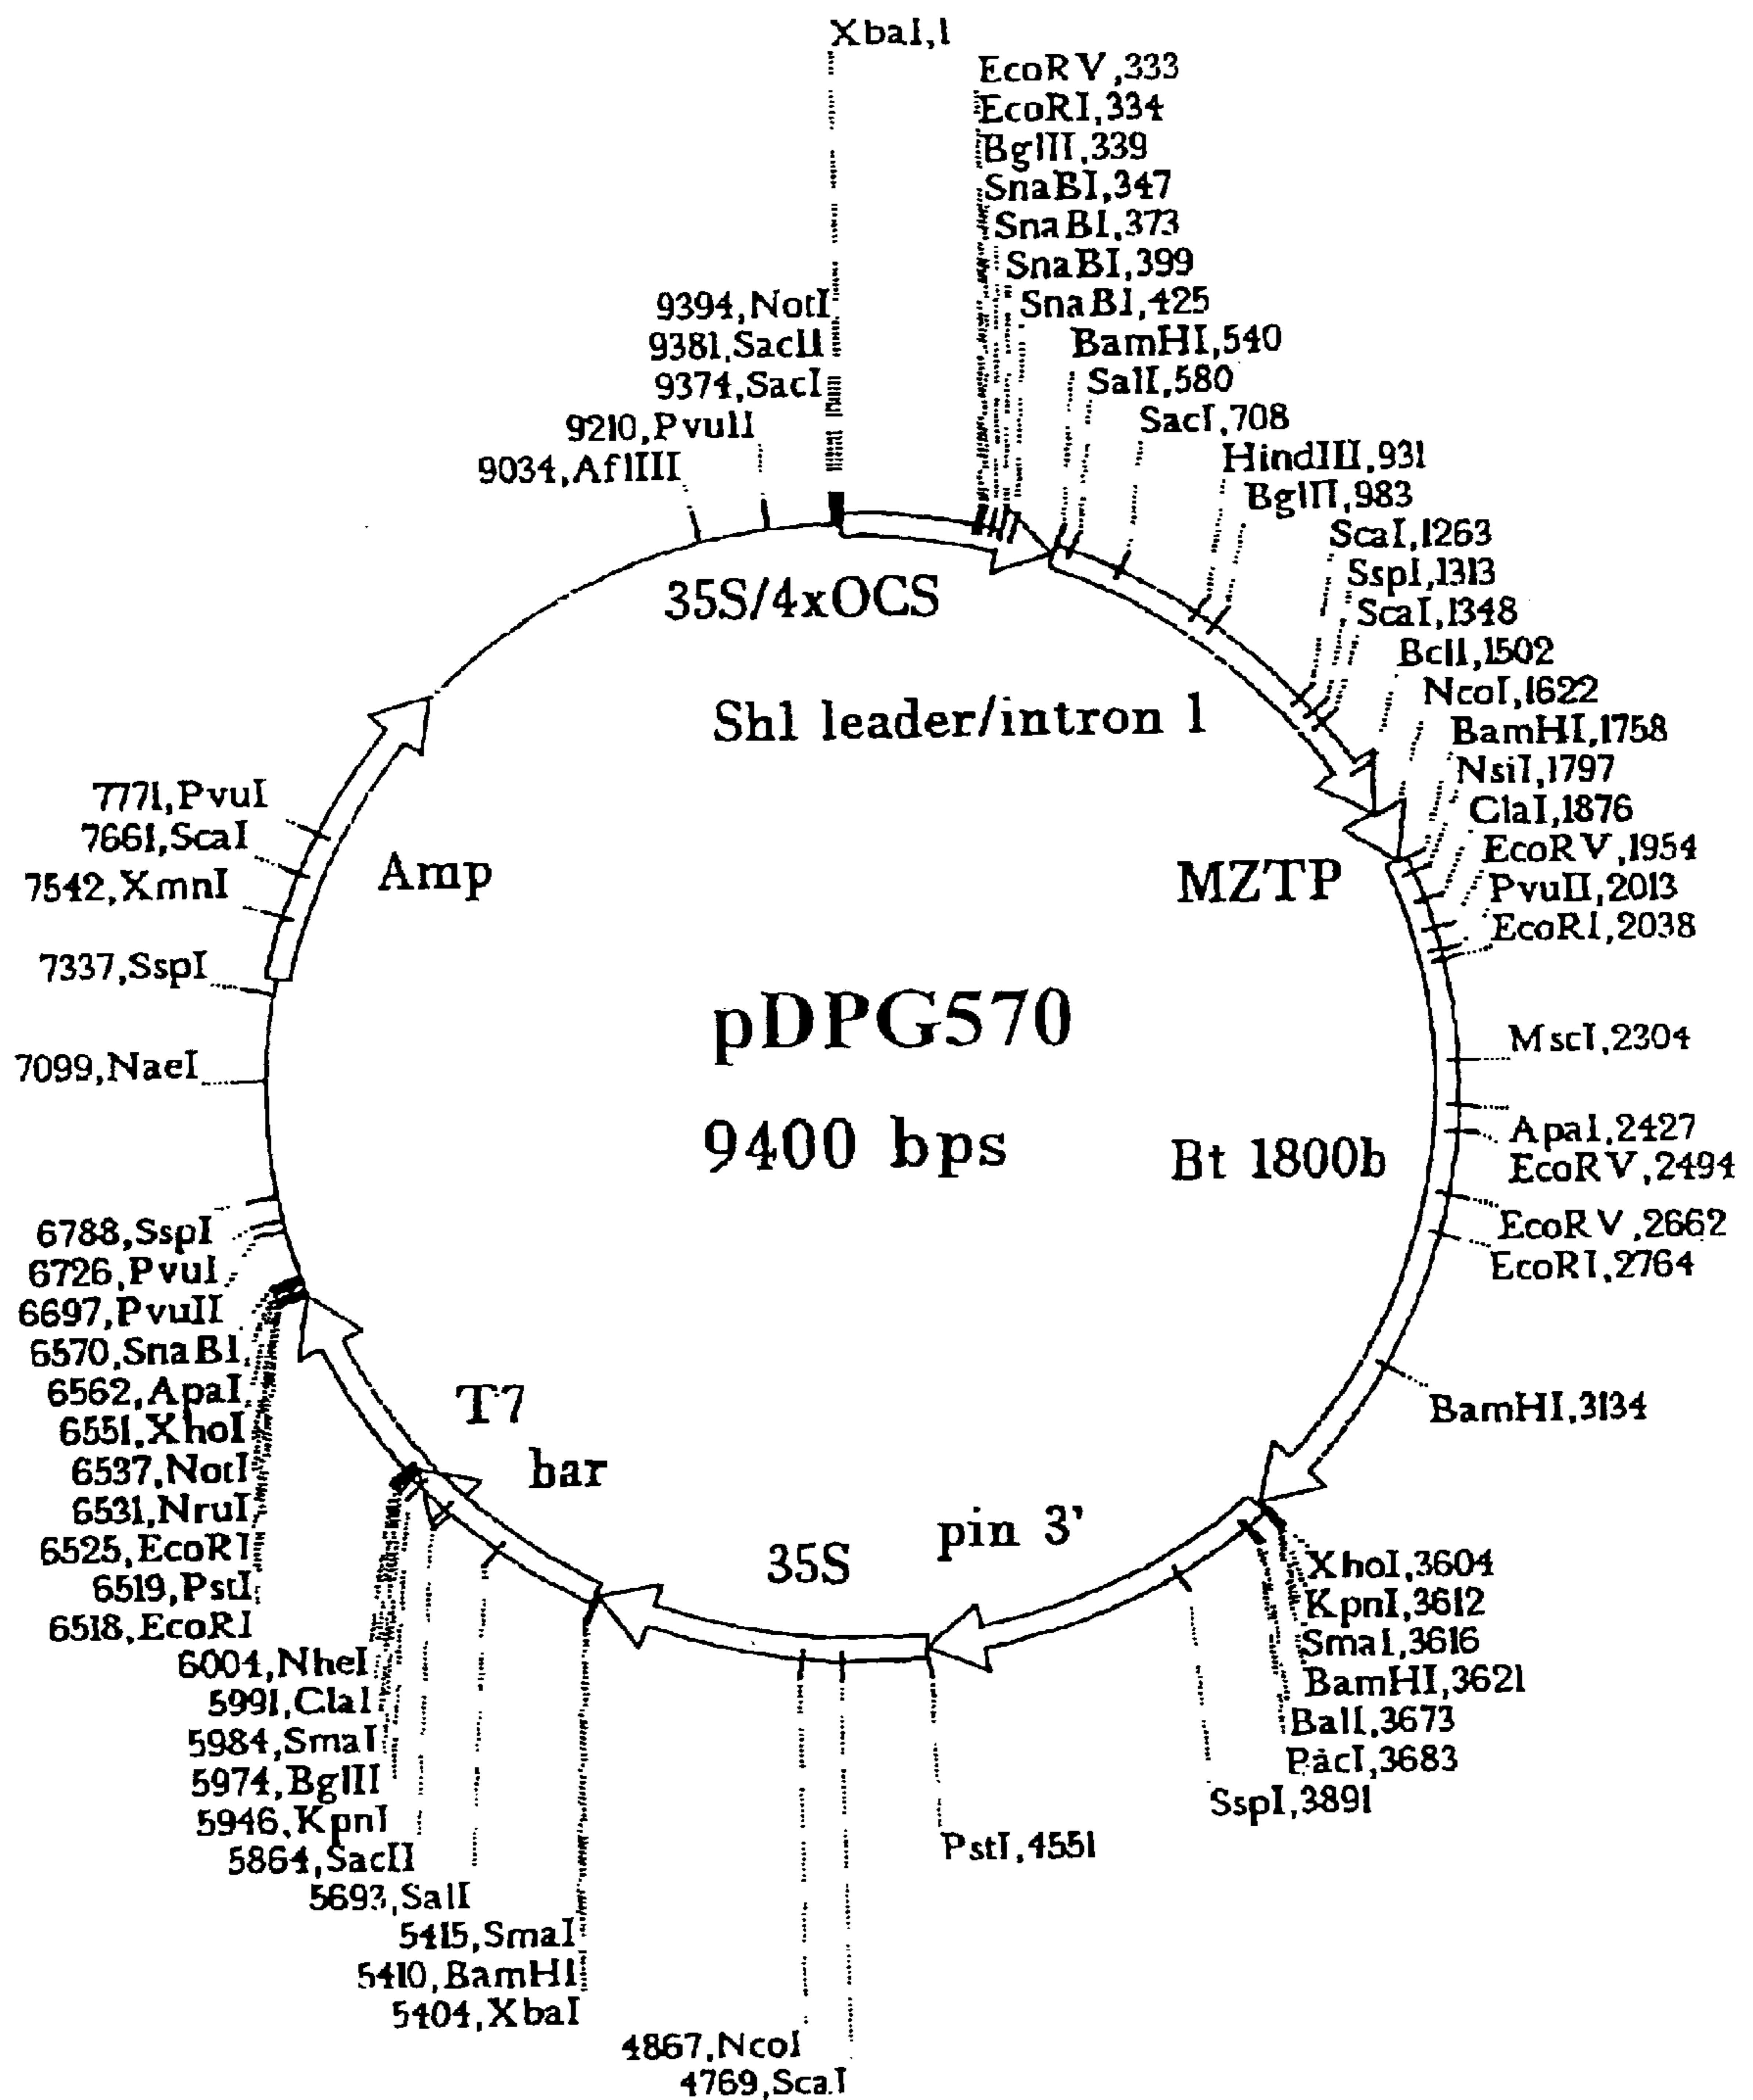 XbaI,1
EcoRV,333
EcoRI,334
BglII,339
SnaBI,347
SnaBI,373
SnaBI,399
SnaBI,425
BamHI,540
SalI,580
SacI,708
HindIII,931
BglII,983
ScaI,1263
SspI,1313
ScaI,1348
BclI,1502
NcoI,1622
BamHI,1758
NsiI,1797
ClaI,1876
EcoRV,1954
PvuII,2013
EcoRI,2038
MscI,2304
ApaI,2427
EcoRV,2494
EcoRV,2662
EcoRI,2764
BamHI,3134
XhoI,3604
KpnI,3612
SmaI,3616
BamHI,3621
BalI,3673
PacI,3683
SspI,3891
PstI,4551
4769,ScaI
4867,NcoI
5404,XbaI
5410,BamHI
5415,SmaI
5693,SalI
5864,SacII
5946,KpnI
5974,BglII
5984,SmaI
5991,ClaI
6004,NheI
6518,EcoRI
6519,PstI
6525,EcoRI
6531,NruI
6537,NotI
6551,XhoI
6562,ApaI
6570,SnaBI
6697,PvuII
6726,PvuI
6788,SspI
7099,NaeI
7337,SspI
7542,XmnI
7661,ScaI
7771,PvuI
9034,AflIII
9210,PvuII
9374,SacI
9381,SacII
9394,NotI
35S/4xOCS
Sh1 leader/intron 1
MZTP
Amp
pDPG570
9400 bps
Bt 1800b
T7
bar
35S
pin 3'